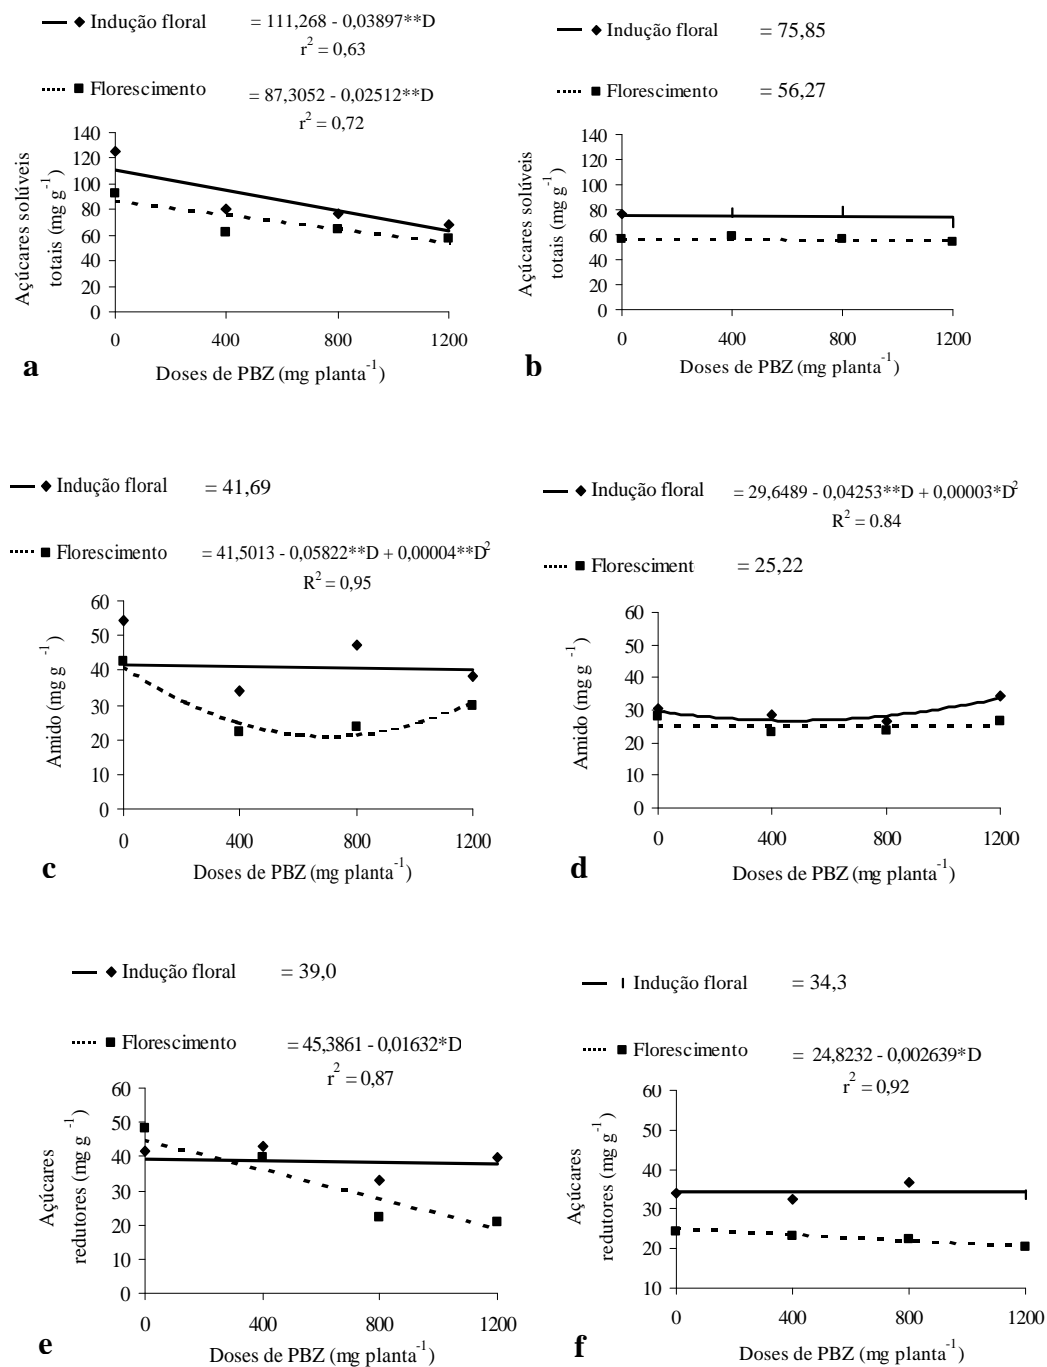 Indução floral = 111,268 - 0,03897**D
r² = 0,63
Florescimento = 87,3052 - 0,02512**D
r² = 0,72
Açúcares solúveis
totais (mg g⁻¹)
140
120
100
80
60
40
20
0
0 400 800 1200
a Doses de PBZ (mg planta⁻¹)
Indução floral = 75,85
Florescimento = 56,27
Açúcares solúveis
totais (mg g⁻¹)
140
120
100
80
60
40
20
0
0 400 800 1200
b Doses de PBZ (mg planta⁻¹)
Indução floral = 41,69
Florescimento = 41,5013 - 0,05822**D + 0,00004**D²
R² = 0,95
Amido (mg g⁻¹)
60
50
40
30
20
10
0
0 400 800 1200
c Doses de PBZ (mg planta⁻¹)
Indução floral = 29,6489 - 0,04253**D + 0,00003*D²
R² = 0.84
Floresciment = 25,22
Amido (mg g⁻¹)
60
50
40
30
20
10
0
0 400 800 1200
d Doses de PBZ (mg planta⁻¹)
Indução floral = 39,0
Florescimento = 45,3861 - 0,01632*D
r² = 0,87
Açúcares
redutores (mg g⁻¹)
60
50
40
30
20
10
0
0 400 800 1200
e Doses de PBZ (mg planta⁻¹)
Indução floral = 34,3
Florescimento = 24,8232 - 0,002639*D
r² = 0,92
Açúcares
redutores (mg g⁻¹)
60
50
40
30
20
10
0 400 800 1200
f Doses de PBZ (mg planta⁻¹)